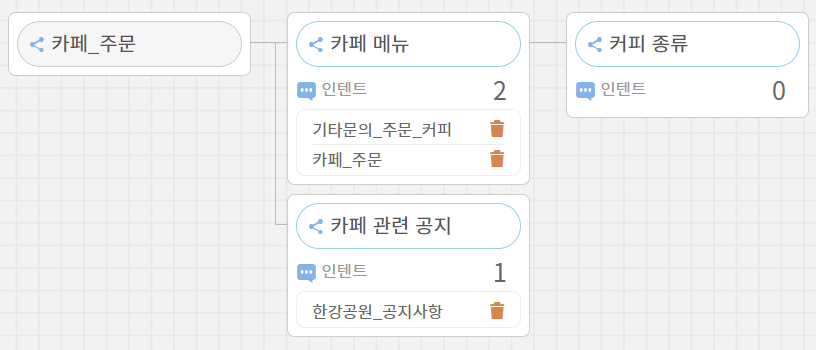 카페_주문
카페 메뉴
인텐트 2
기타문의_주문_커피
카페_주문
카페 관련 공지
인텐트 1
한강공원_공지사항
커피 종류
인텐트 0